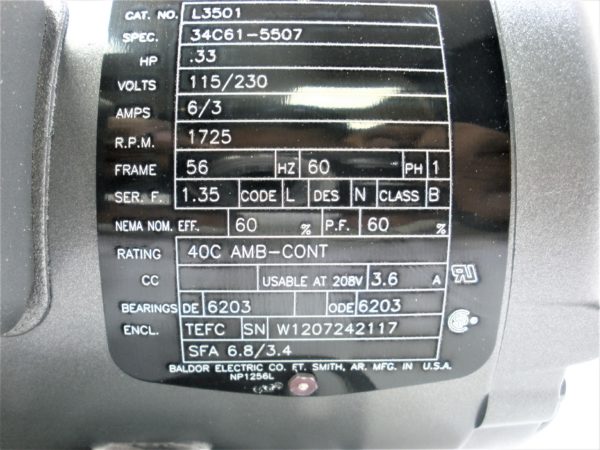 CAT. NO. L3501
SPEC. 34C61-5507
HP .33
VOLTS 115/230
AMPS 6/3
R.P.M. 1725
FRAME 56 HZ 60 PH 1
SER. F. 1.35 CODE L DES N CLASS B
NEMA NOM. EFF. 60 % P.F. 60 %
RATING 40C AMB-CONT
CC USABLE AT 208V 3.6 A
BEARINGS DE 6203 ODE 6203
ENCL. TEFC SN W1207242117
SFA 6.8/3.4
BALDOR ELECTRIC CO. FT. SMITH, AR. MFG. IN U.S.A.
NP1256L